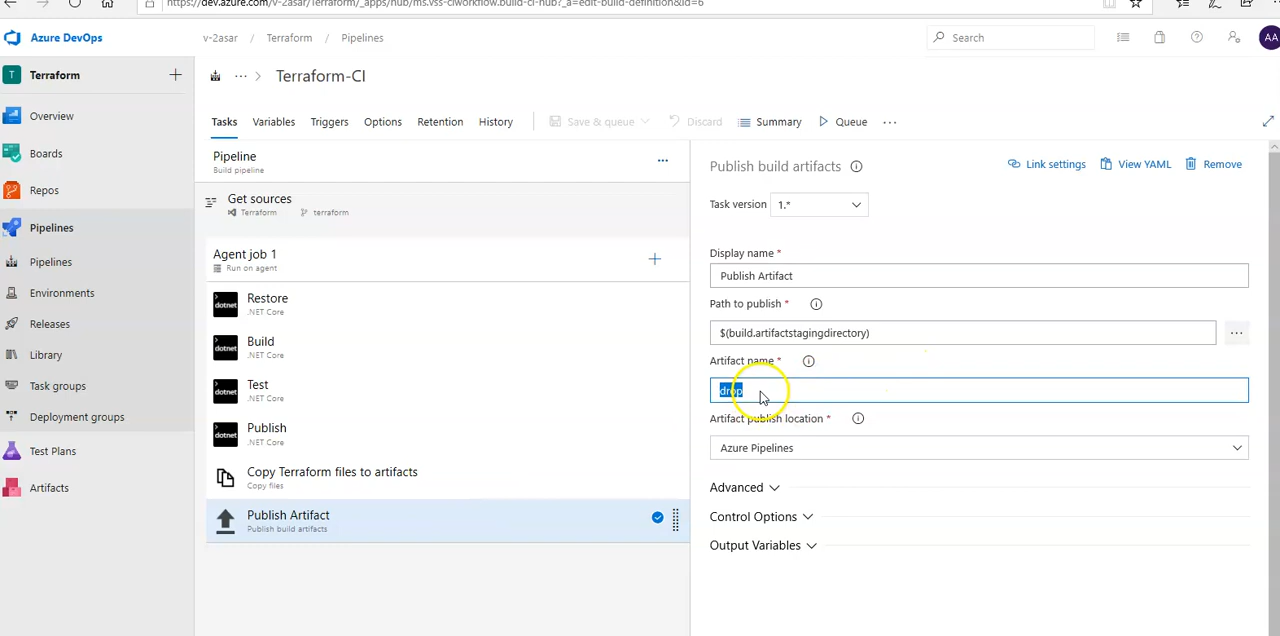 https://dev.azure.com/v-2asar/Terraform/_apps/hub/ms.vss-ciworkflow.build-ci-hub?_a=edit-build-definition&id=6
Azure DevOps
v-2asar / Terraform / Pipelines
Search
AA
T Terraform
... > Terraform-CI
Overview
Boards
Repos
Pipelines
Pipelines
Environments
Releases
Library
Task groups
Deployment groups
Test Plans
Artifacts
Tasks Variables Triggers Options Retention History Save & queue Discard Summary Queue ...
Pipeline
Build pipeline
Get sources
Terraform terraform
Agent job 1
Run on agent
dotnet Restore
.NET Core
dotnet Build
.NET Core
dotnet Test
.NET Core
dotnet Publish
.NET Core
Copy Terraform files to artifacts
Copy files
Publish Artifact
Publish build artifacts
Publish build artifacts
Link settings View YAML Remove
Task version 1.*
Display name *
Publish Artifact
Path to publish *
$(build.artifactstagingdirectory)
Artifact name *
drop
Artifact publish location *
Azure Pipelines
Advanced
Control Options
Output Variables